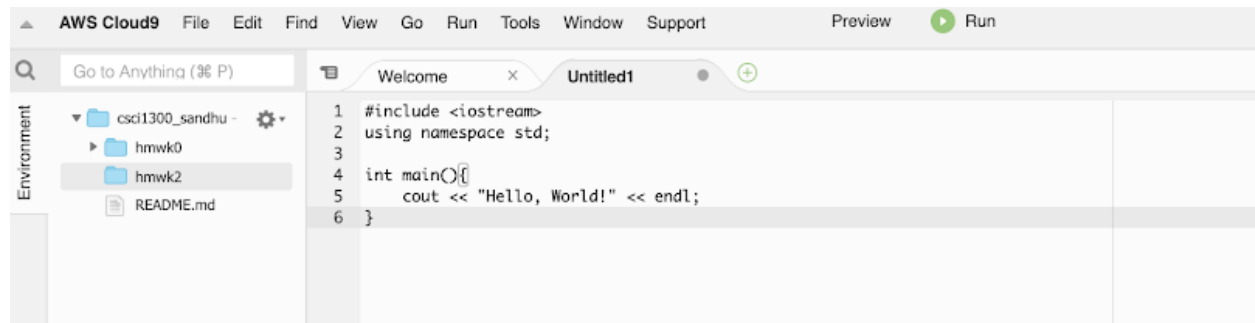 AWS Cloud9 File Edit Find View Go Run Tools Window Support Preview Run
Go to Anything (⌘ P)
Welcome × Untitled1
Environment
csci1300_sandhu -
hmwk0
hmwk2
README.md
1 #include <iostream>
2 using namespace std;
3
4 int main(){
5     cout << "Hello, World!" << endl;
6 }